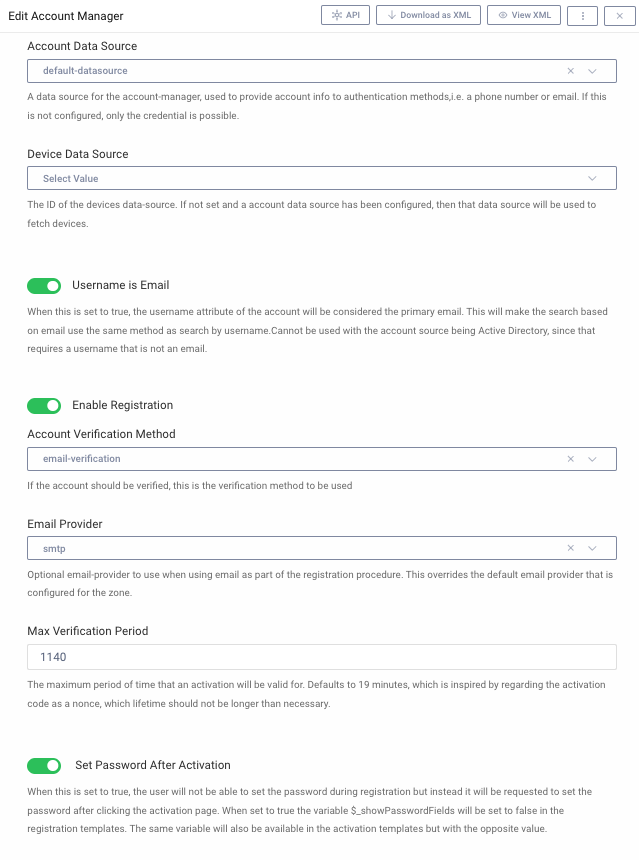 Edit Account Manager
API
Download as XML
View XML
Account Data Source
default-datasource
A data source for the account-manager, used to provide account info to authentication methods,i.e. a phone number or email. If this
is not configured, only the credential is possible.
Device Data Source
Select Value
The ID of the devices data-source. If not set and a account data source has been configured, then that data source will be used to
fetch devices.
Username is Email
When this is set to true, the username attribute of the account will be considered the primary email. This will make the search based
on email use the same method as search by username.Cannot be used with the account source being Active Directory, since that
requires a username that is not an email.
Enable Registration
Account Verification Method
email-verification
If the account should be verified, this is the verification method to be used
Email Provider
smtp
Optional email-provider to use when using email as part of the registration procedure. This overrides the default email provider that is
configured for the zone.
Max Verification Period
1140
The maximum period of time that an activation will be valid for. Defaults to 19 minutes, which is inspired by regarding the activation
code as a nonce, which lifetime should not be longer than necessary.
Set Password After Activation
When this is set to true, the user will not be able to set the password during registration but instead it will be requested to set the
password after clicking the activation page. When set to true the variable $_showPasswordFields will be set to false in the
registration templates. The same variable will also be available in the activation templates but with the opposite value.